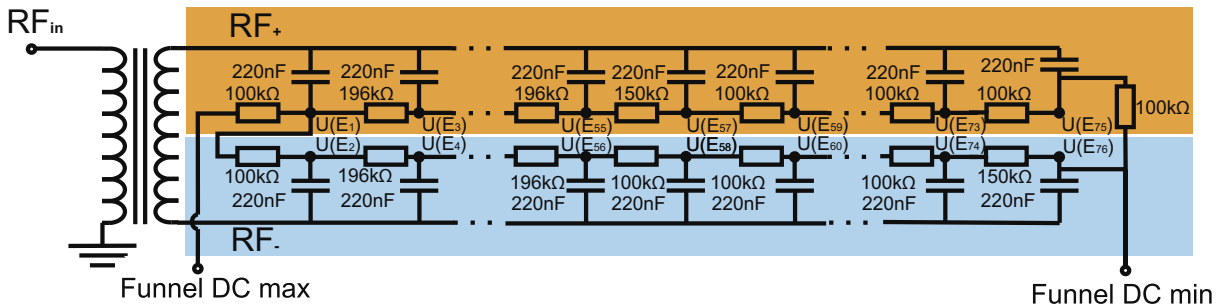 RFin
RF+
220nF 220nF 220nF 220nF 220nF 220nF 220nF
100kΩ 196kΩ 196kΩ 150kΩ 100kΩ 100kΩ 100kΩ 100kΩ
U(E1) U(E3) U(E55) U(E57) U(E59) U(E73) U(E75)
U(E2) U(E4) U(E56) U(E58) U(E60) U(E74) U(E76)
100kΩ 196kΩ 196kΩ 100kΩ 100kΩ 100kΩ 150kΩ
220nF 220nF 220nF 220nF 220nF 220nF 220nF
RF-
Funnel DC max Funnel DC min